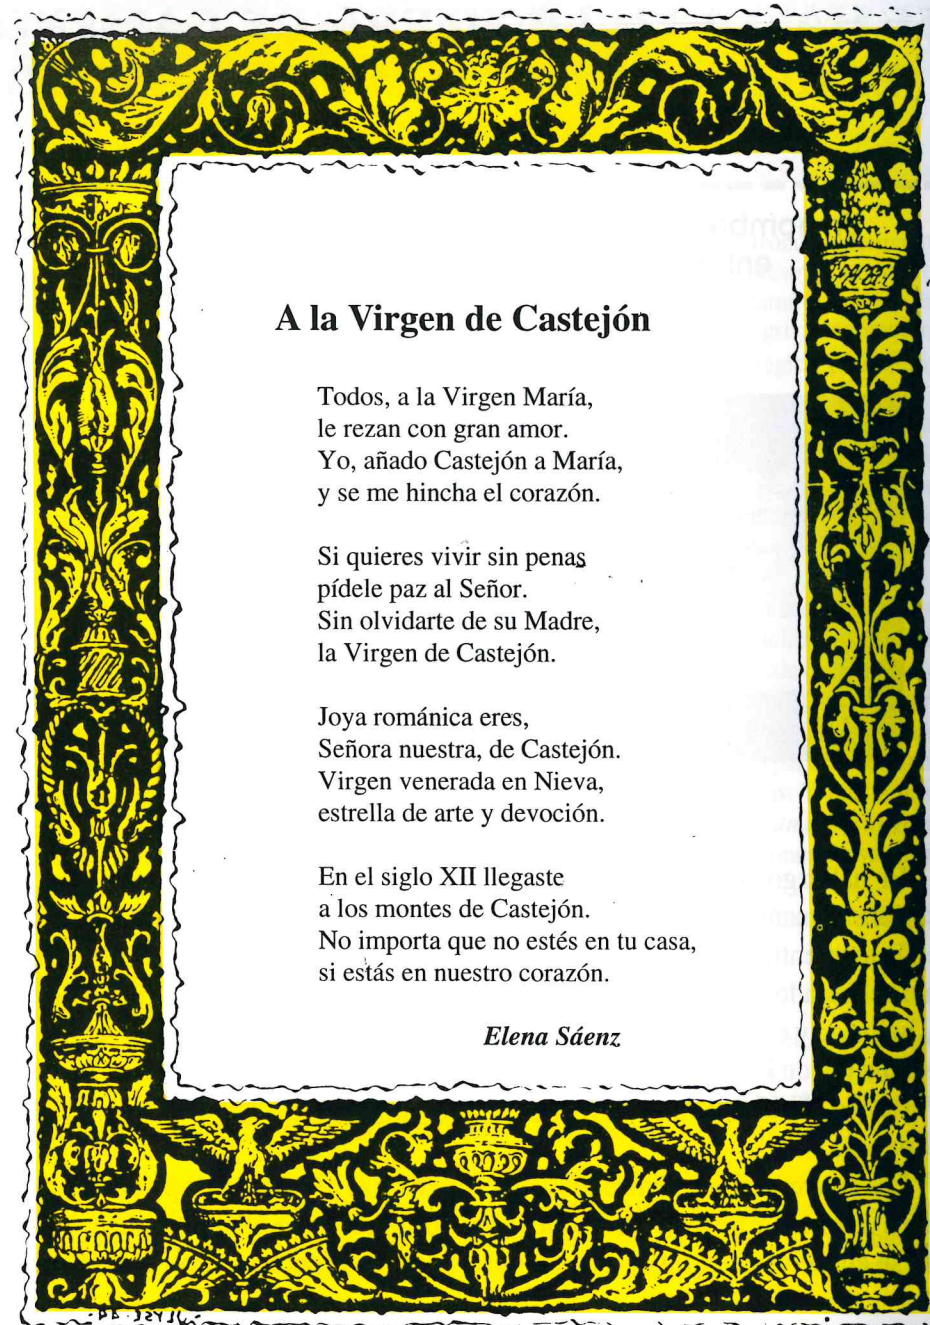 A la Virgen de Castejón
Todos, a la Virgen María,
le rezan con gran amor.
Yo, añado Castejón a María,
y se me hincha el corazón.
Si quieres vivir sin penas
pídele paz al Señor.
Sin olvidarte de su Madre,
la Virgen de Castejón.
Joya románica eres,
Señora nuestra, de Castejón.
Virgen venerada en Nieva,
estrella de arte y devoción.
En el siglo XII llegaste
a los montes de Castejón.
No importa que no estés en tu casa,
si estás en nuestro corazón.
Elena Sáenz